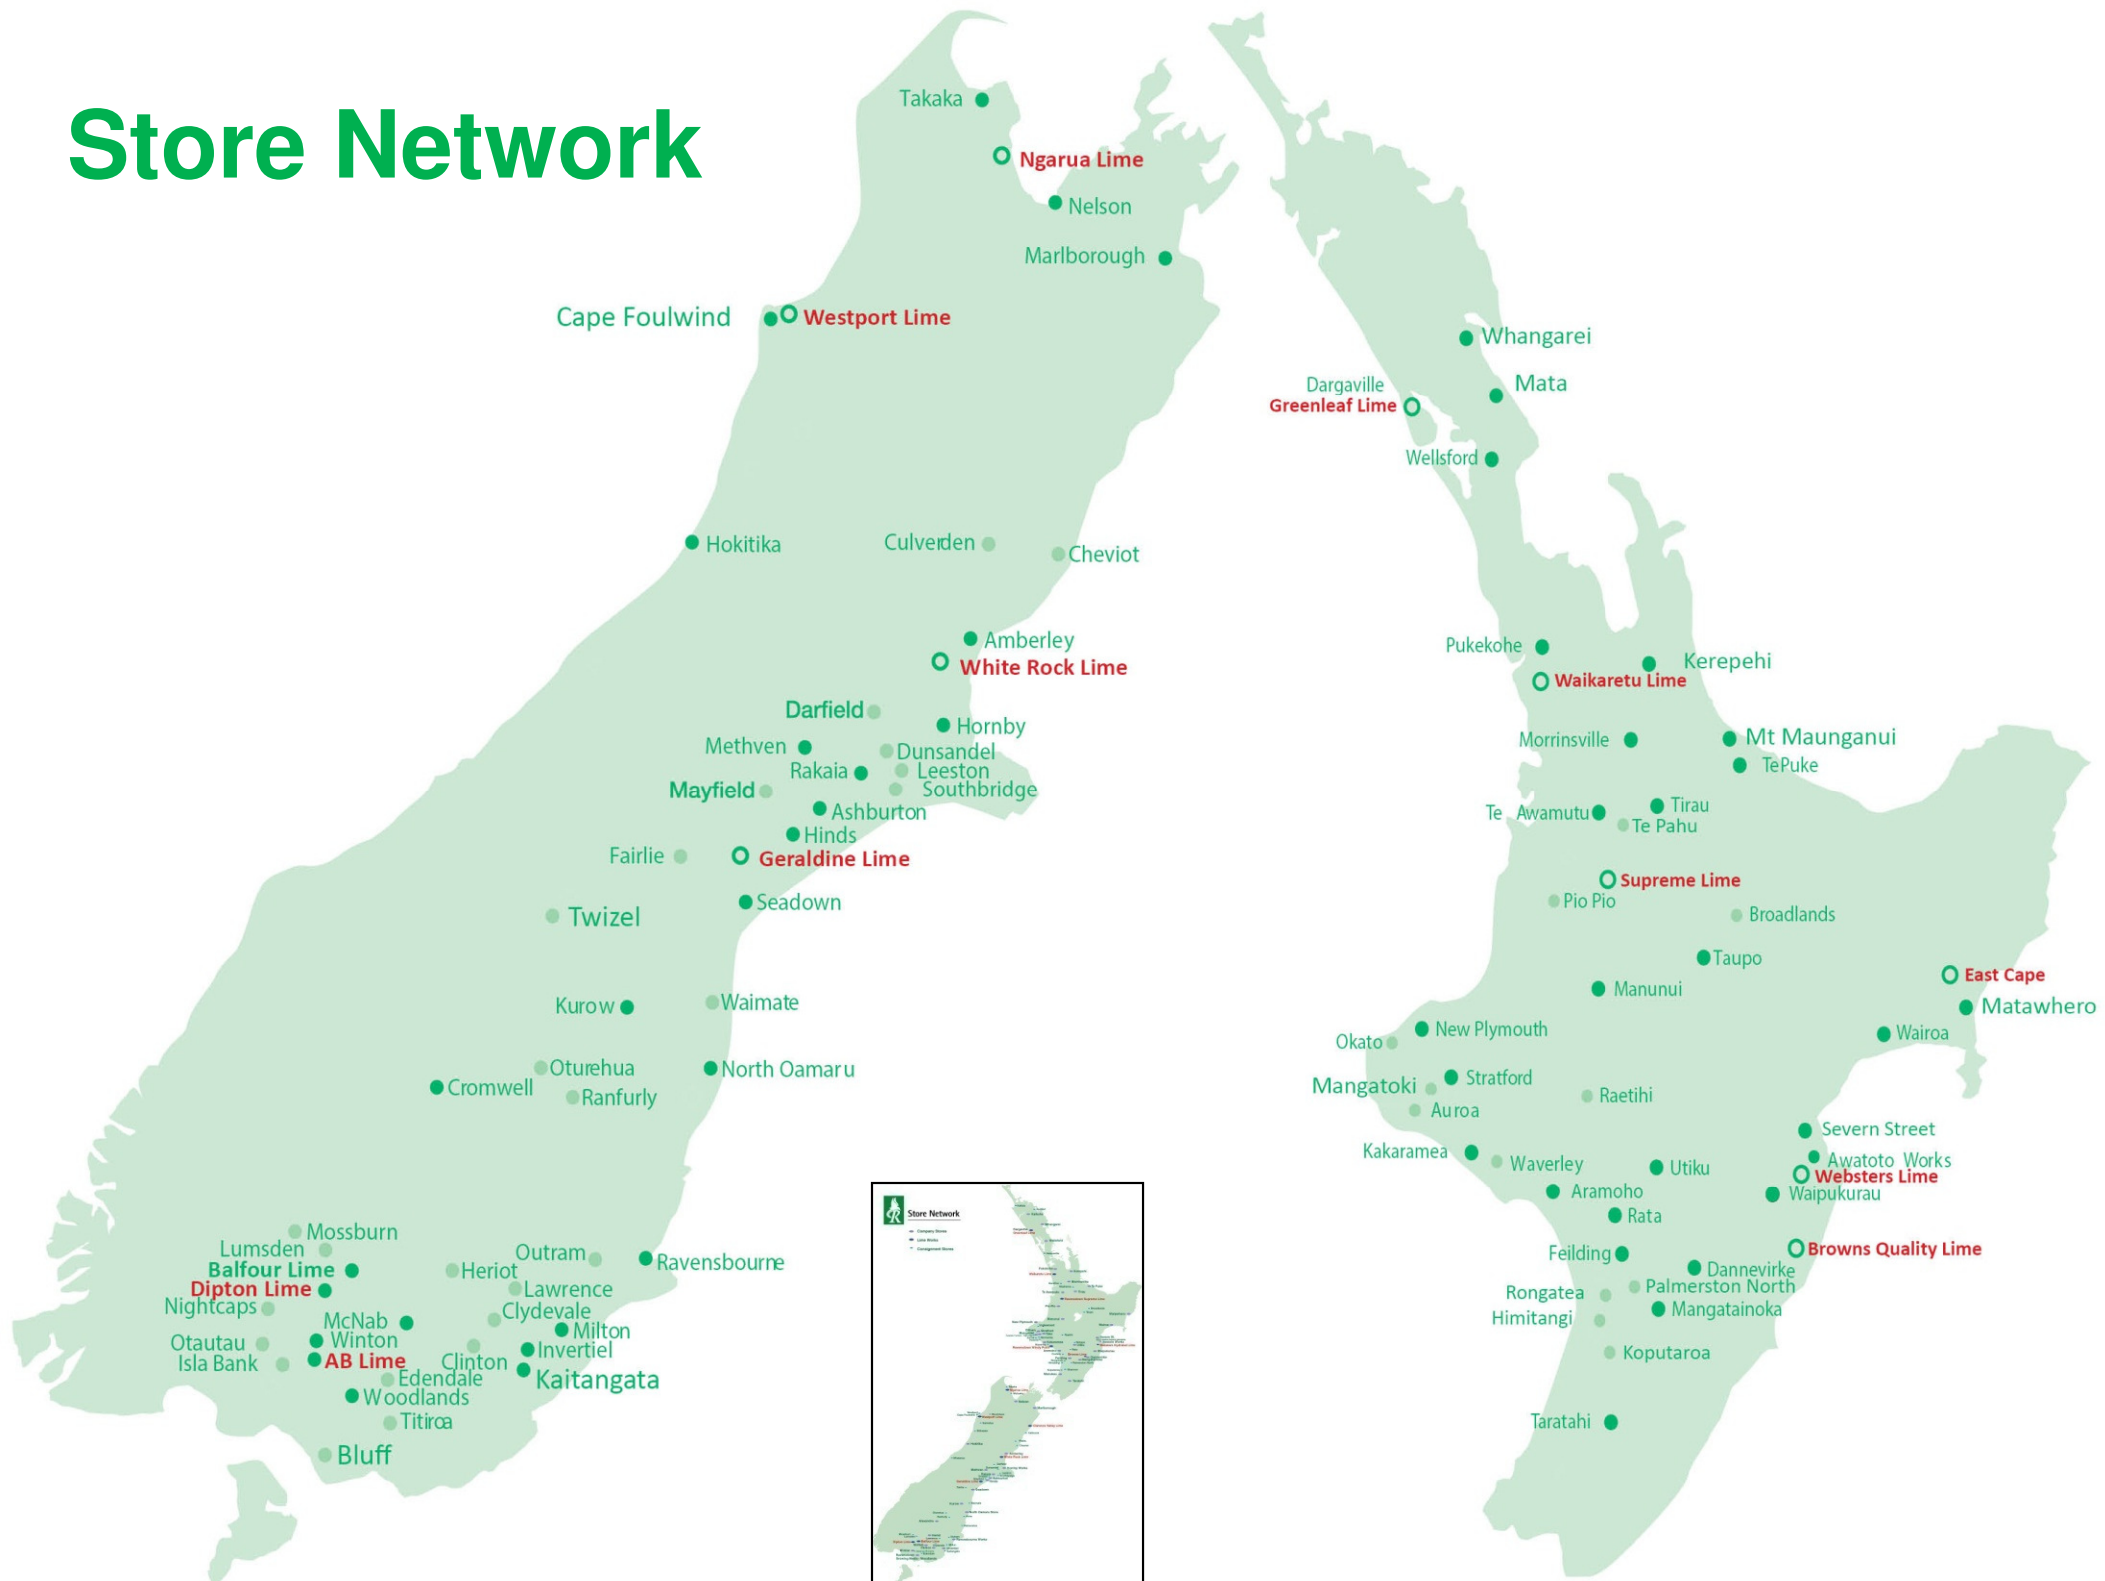 Store Network
Takaka
Ngarua Lime
Nelson
Marlborough
Cape Foulwind
Westport Lime
Hokitika
Culverden
Cheviot
Amberley
White Rock Lime
Darfield
Hornby
Methven
Dunsandel
Rakaia
Leeston
Mayfield
Southbridge
Ashburton
Hinds
Fairlie
Geraldine Lime
Seadown
Twizel
Kurow
Waimate
Oturehua
North Oamaru
Cromwell
Ranfurly
Mossburn
Lumsden
Outram
Ravensbourne
Balfour Lime
Heriot
Dipton Lime
Lawrence
Nightcaps
Clydevale
McNab
Milton
Otautau
Winton
Invertiel
Isla Bank
AB Lime
Clinton
Edendale
Kaitangata
Woodlands
Titiroa
Bluff
Whangarei
Mata
Dargaville
Greenleaf Lime
Wellsford
Pukekohe
Kerepehi
Waikaretu Lime
Morrinsville
Mt Maunganui
TePuke
Te Awamutu
Tirau
Te Pahu
Supreme Lime
Pio Pio
Broadlands
Taupo
East Cape
Manunui
Matawhero
New Plymouth
Wairoa
Okato
Stratford
Mangatoki
Raetihi
Auroa
Severn Street
Kakaramea
Awatoto Works
Waverley
Utiku
Websters Lime
Aramoho
Waipukurau
Rata
Feilding
Browns Quality Lime
Dannevirke
Rongatea
Palmerston North
Himitangi
Mangatainoka
Koputaroa
Taratahi
Store Network
Company Stores
Lime Works
Consignment Stores